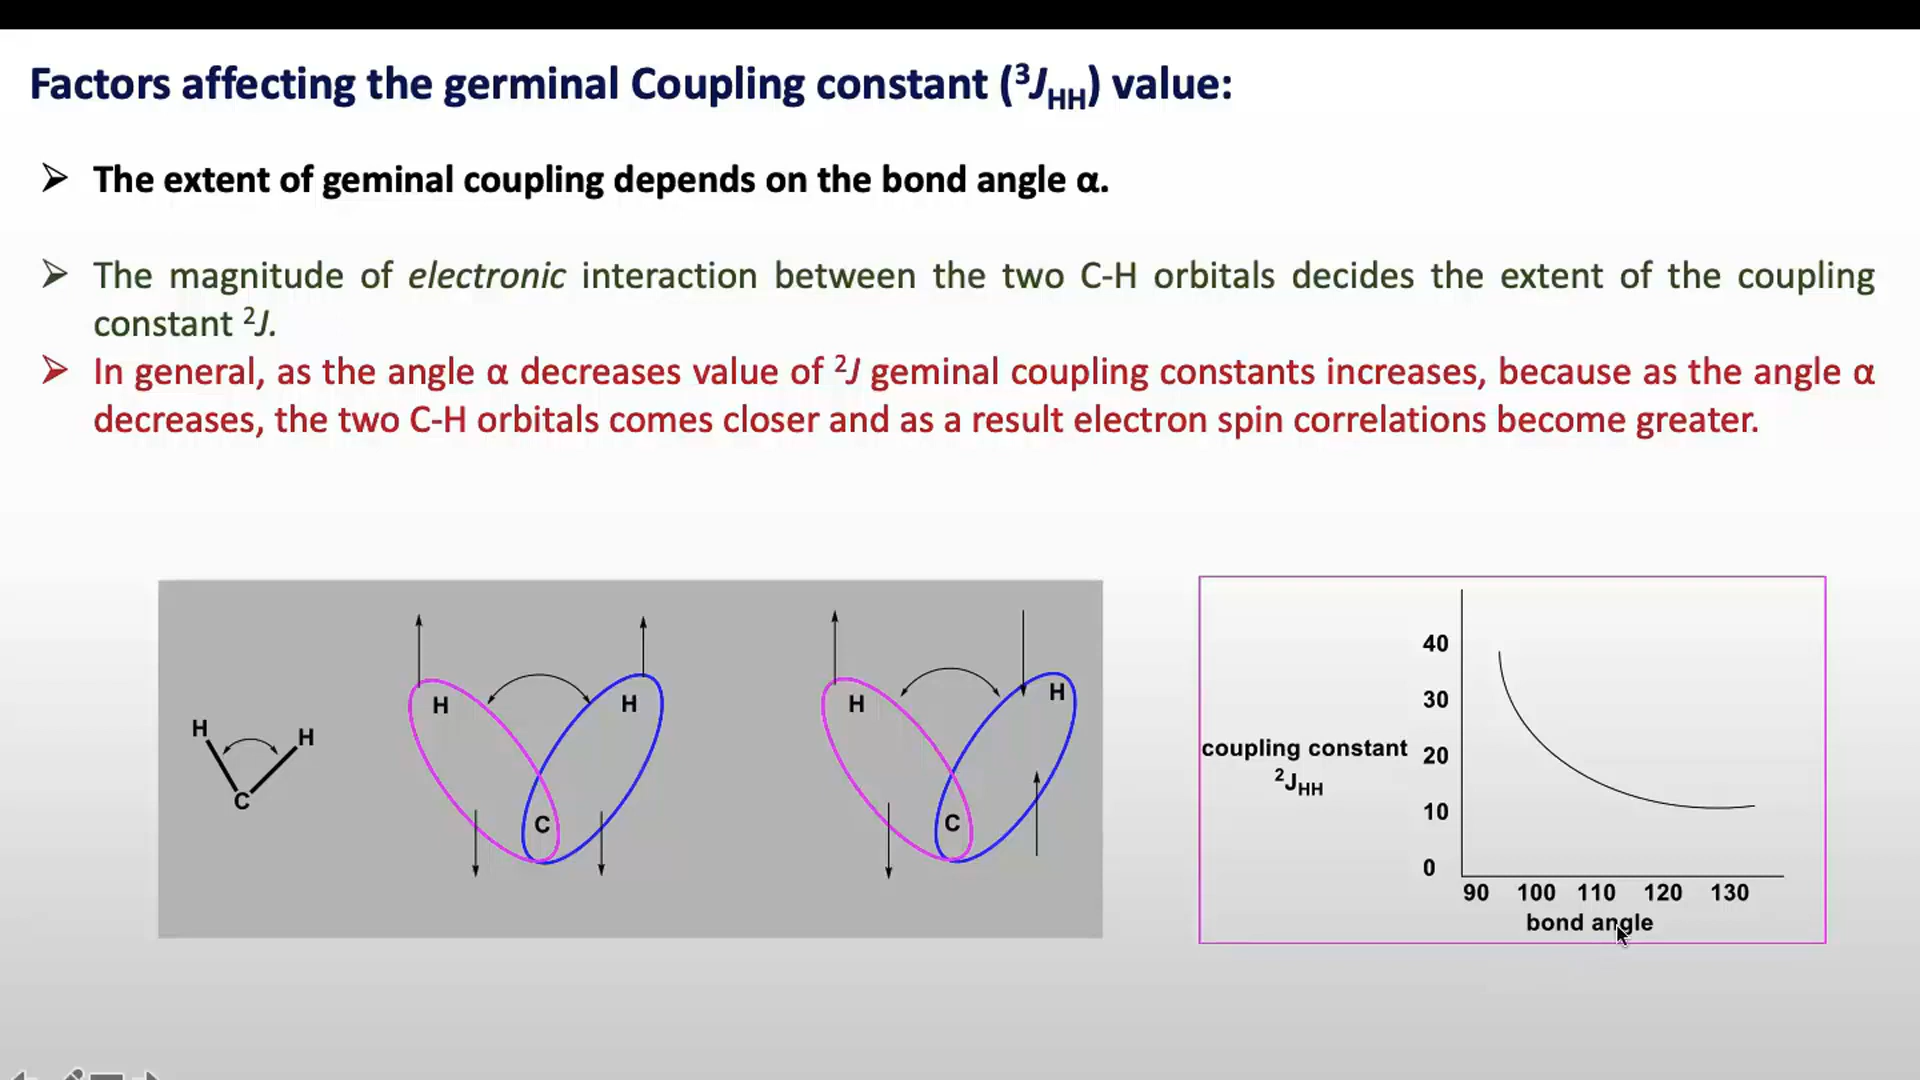 Factors affecting the germinal Coupling constant (³J_HH) value:
➢ The extent of geminal coupling depends on the bond angle α.
➢ The magnitude of electronic interaction between the two C-H orbitals decides the extent of the coupling
constant ²J.
➢ In general, as the angle α decreases value of ²J geminal coupling constants increases, because as the angle α
decreases, the two C-H orbitals comes closer and as a result electron spin correlations become greater.
H H
C
H H
C
H H
C
40
30
coupling constant
²J_HH
20
10
0
90 100 110 120 130
bond angle